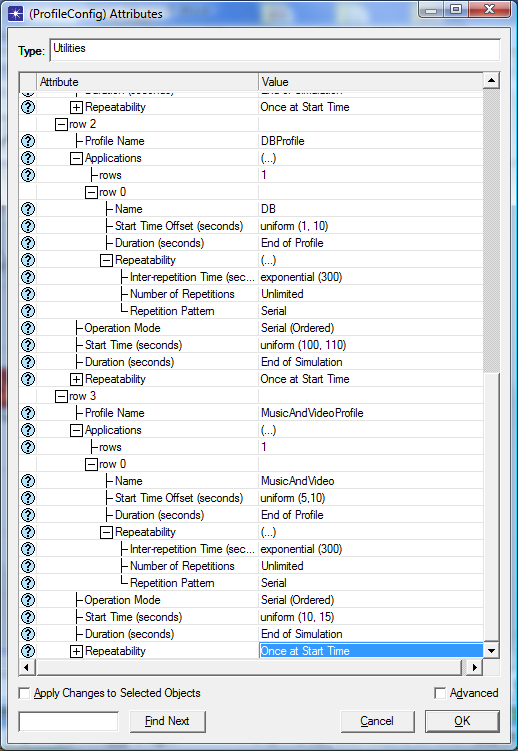 (ProfileConfig) Attributes
Type: Utilities
Attribute Value
Duration (seconds) End of Simulation
Repeatability Once at Start Time
row 2
Profile Name DBProfile
Applications (...)
rows 1
row 0
Name DB
Start Time Offset (seconds) uniform (1, 10)
Duration (seconds) End of Profile
Repeatability (...)
Inter-repetition Time (sec... exponential (300)
Number of Repetitions Unlimited
Repetition Pattern Serial
Operation Mode Serial (Ordered)
Start Time (seconds) uniform (100, 110)
Duration (seconds) End of Simulation
Repeatability Once at Start Time
row 3
Profile Name MusicAndVideoProfile
Applications (...)
rows 1
row 0
Name MusicAndVideo
Start Time Offset (seconds) uniform (5,10)
Duration (seconds) End of Profile
Repeatability (...)
Inter-repetition Time (sec... exponential (300)
Number of Repetitions Unlimited
Repetition Pattern Serial
Operation Mode Serial (Ordered)
Start Time (seconds) uniform (10, 15)
Duration (seconds) End of Simulation
Repeatability Once at Start Time
Apply Changes to Selected Objects Advanced
Find Next Cancel OK